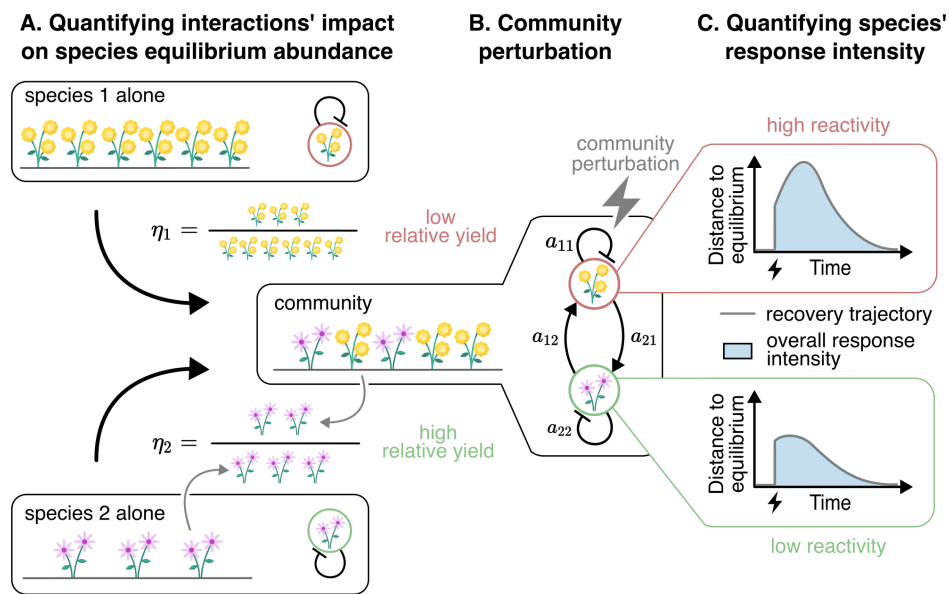 A. Quantifying interactions' impact
on species equilibrium abundance
B. Community
perturbation
C. Quantifying species'
response intensity
species 1 alone
η₁ =
low
relative yield
community
η₂ =
high
relative yield
species 2 alone
community
perturbation
a₁₁
a₁₂
a₂₁
a₂₂
high reactivity
Distance to
equilibrium
Time
recovery trajectory
overall response
intensity
Distance to
equilibrium
Time
low reactivity